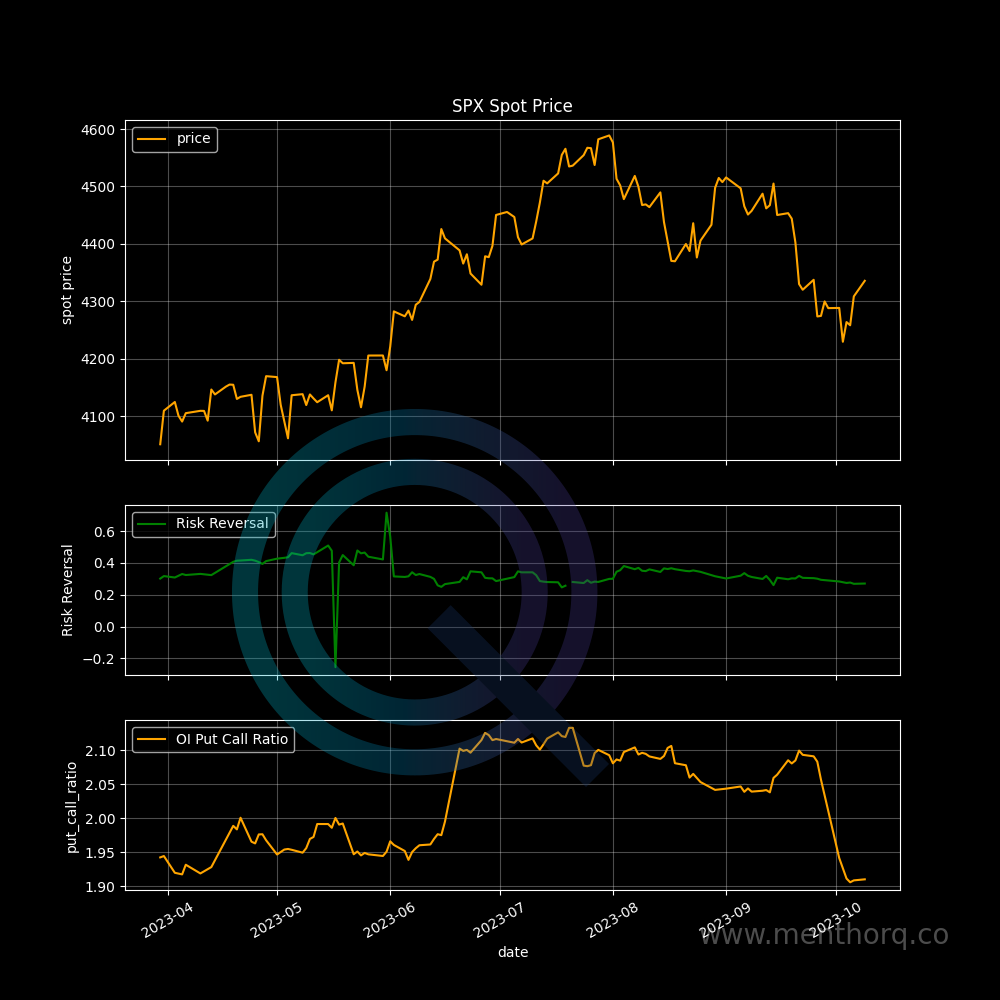 SPX Spot Price
price
4600
4500
4400
4300
4200
4100
spot price
Risk Reversal
0.6
0.4
0.2
0.0
−0.2
Risk Reversal
OI Put Call Ratio
2.10
2.05
2.00
1.95
1.90
put_call_ratio
2023-04 2023-05 2023-06 2023-07 2023-08 2023-09 2023-10
www.menthorq.co
date